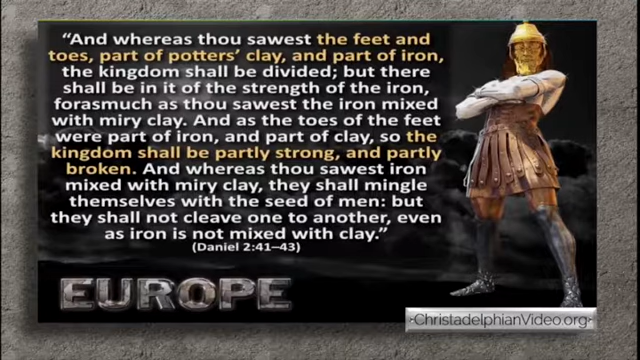 “And whereas thou sawest the feet and
toes, part of potters’ clay, and part of iron,
the kingdom shall be divided; but there
shall be in it of the strength of the iron,
forasmuch as thou sawest the iron mixed
with miry clay. And as the toes of the feet
were part of iron, and part of clay, so the
kingdom shall be partly strong, and partly
broken. And whereas thou sawest iron
mixed with miry clay, they shall mingle
themselves with the seed of men: but
they shall not cleave one to another, even
as iron is not mixed with clay.”
(Daniel 2:41–43)
EUROPE
-ChristadelphianVideo.org-